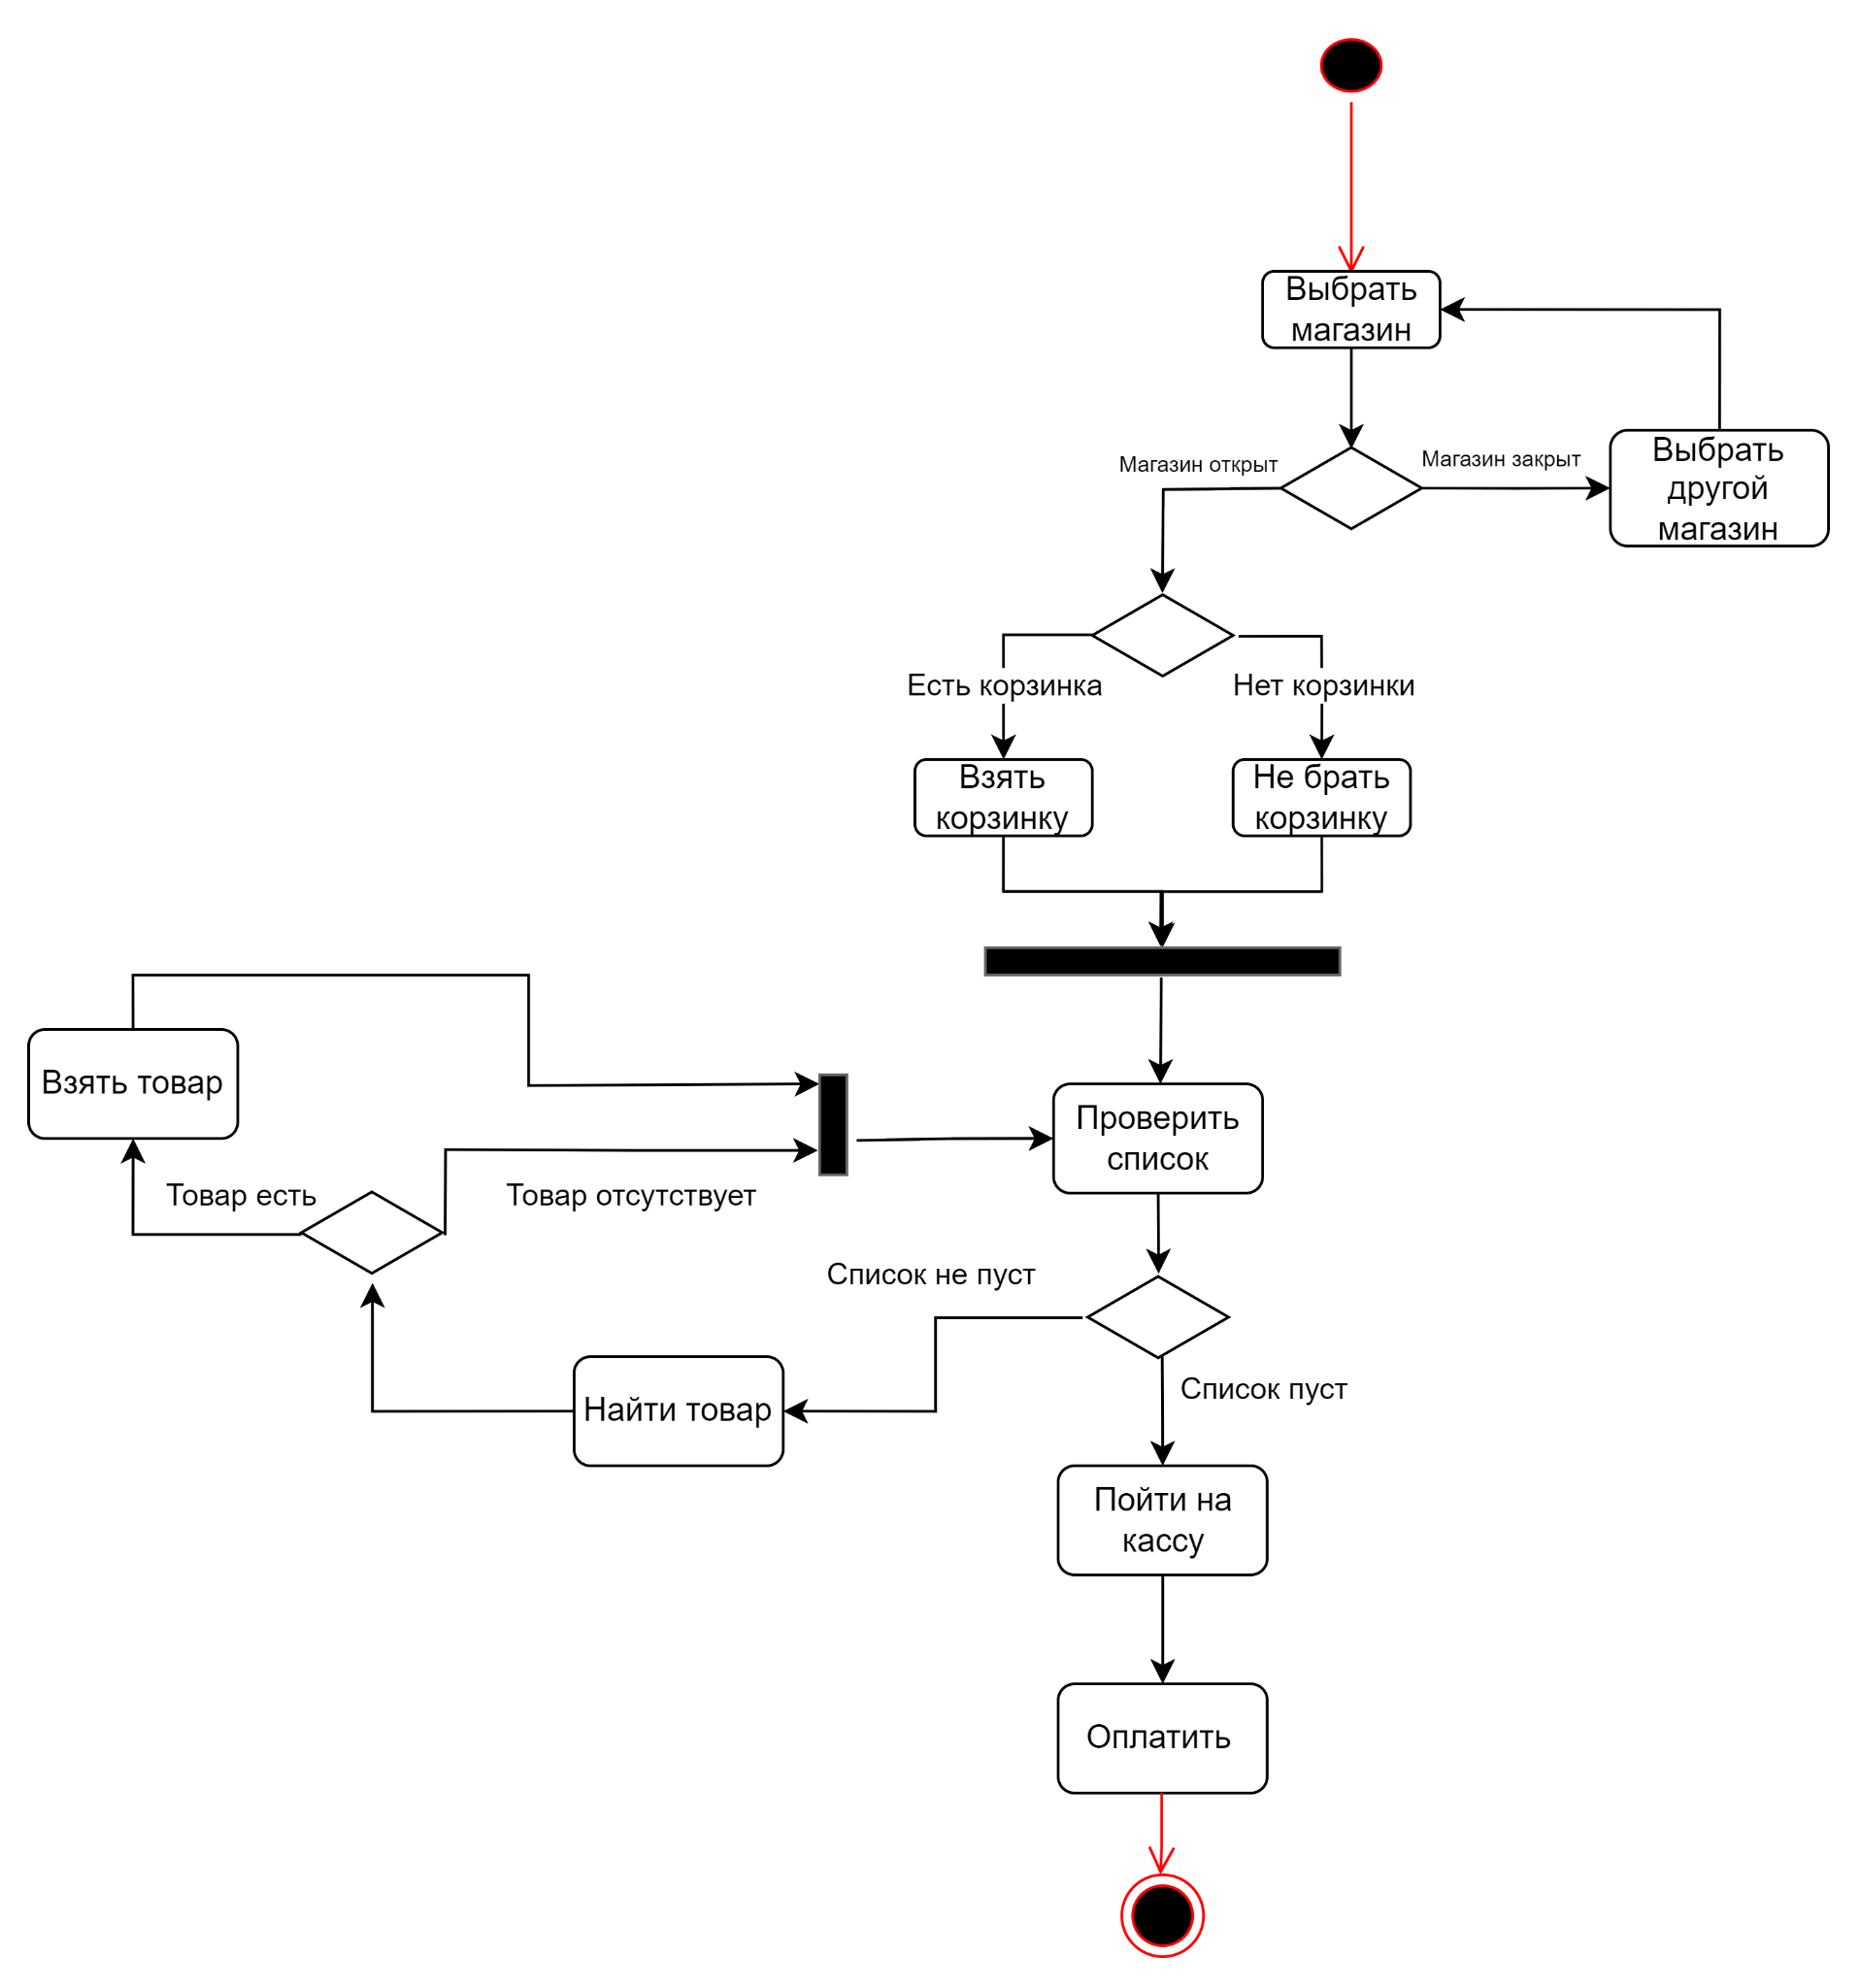 Выбрать
магазин
Магазин открыт
Магазин закрыт
Выбрать
другой
магазин
Есть корзинка
Нет корзинки
Взять
корзинку
Не брать
корзинку
Взять товар
Проверить
список
Товар есть
Товар отсутствует
Список не пуст
Список пуст
Найти товар
Пойти на
кассу
Оплатить